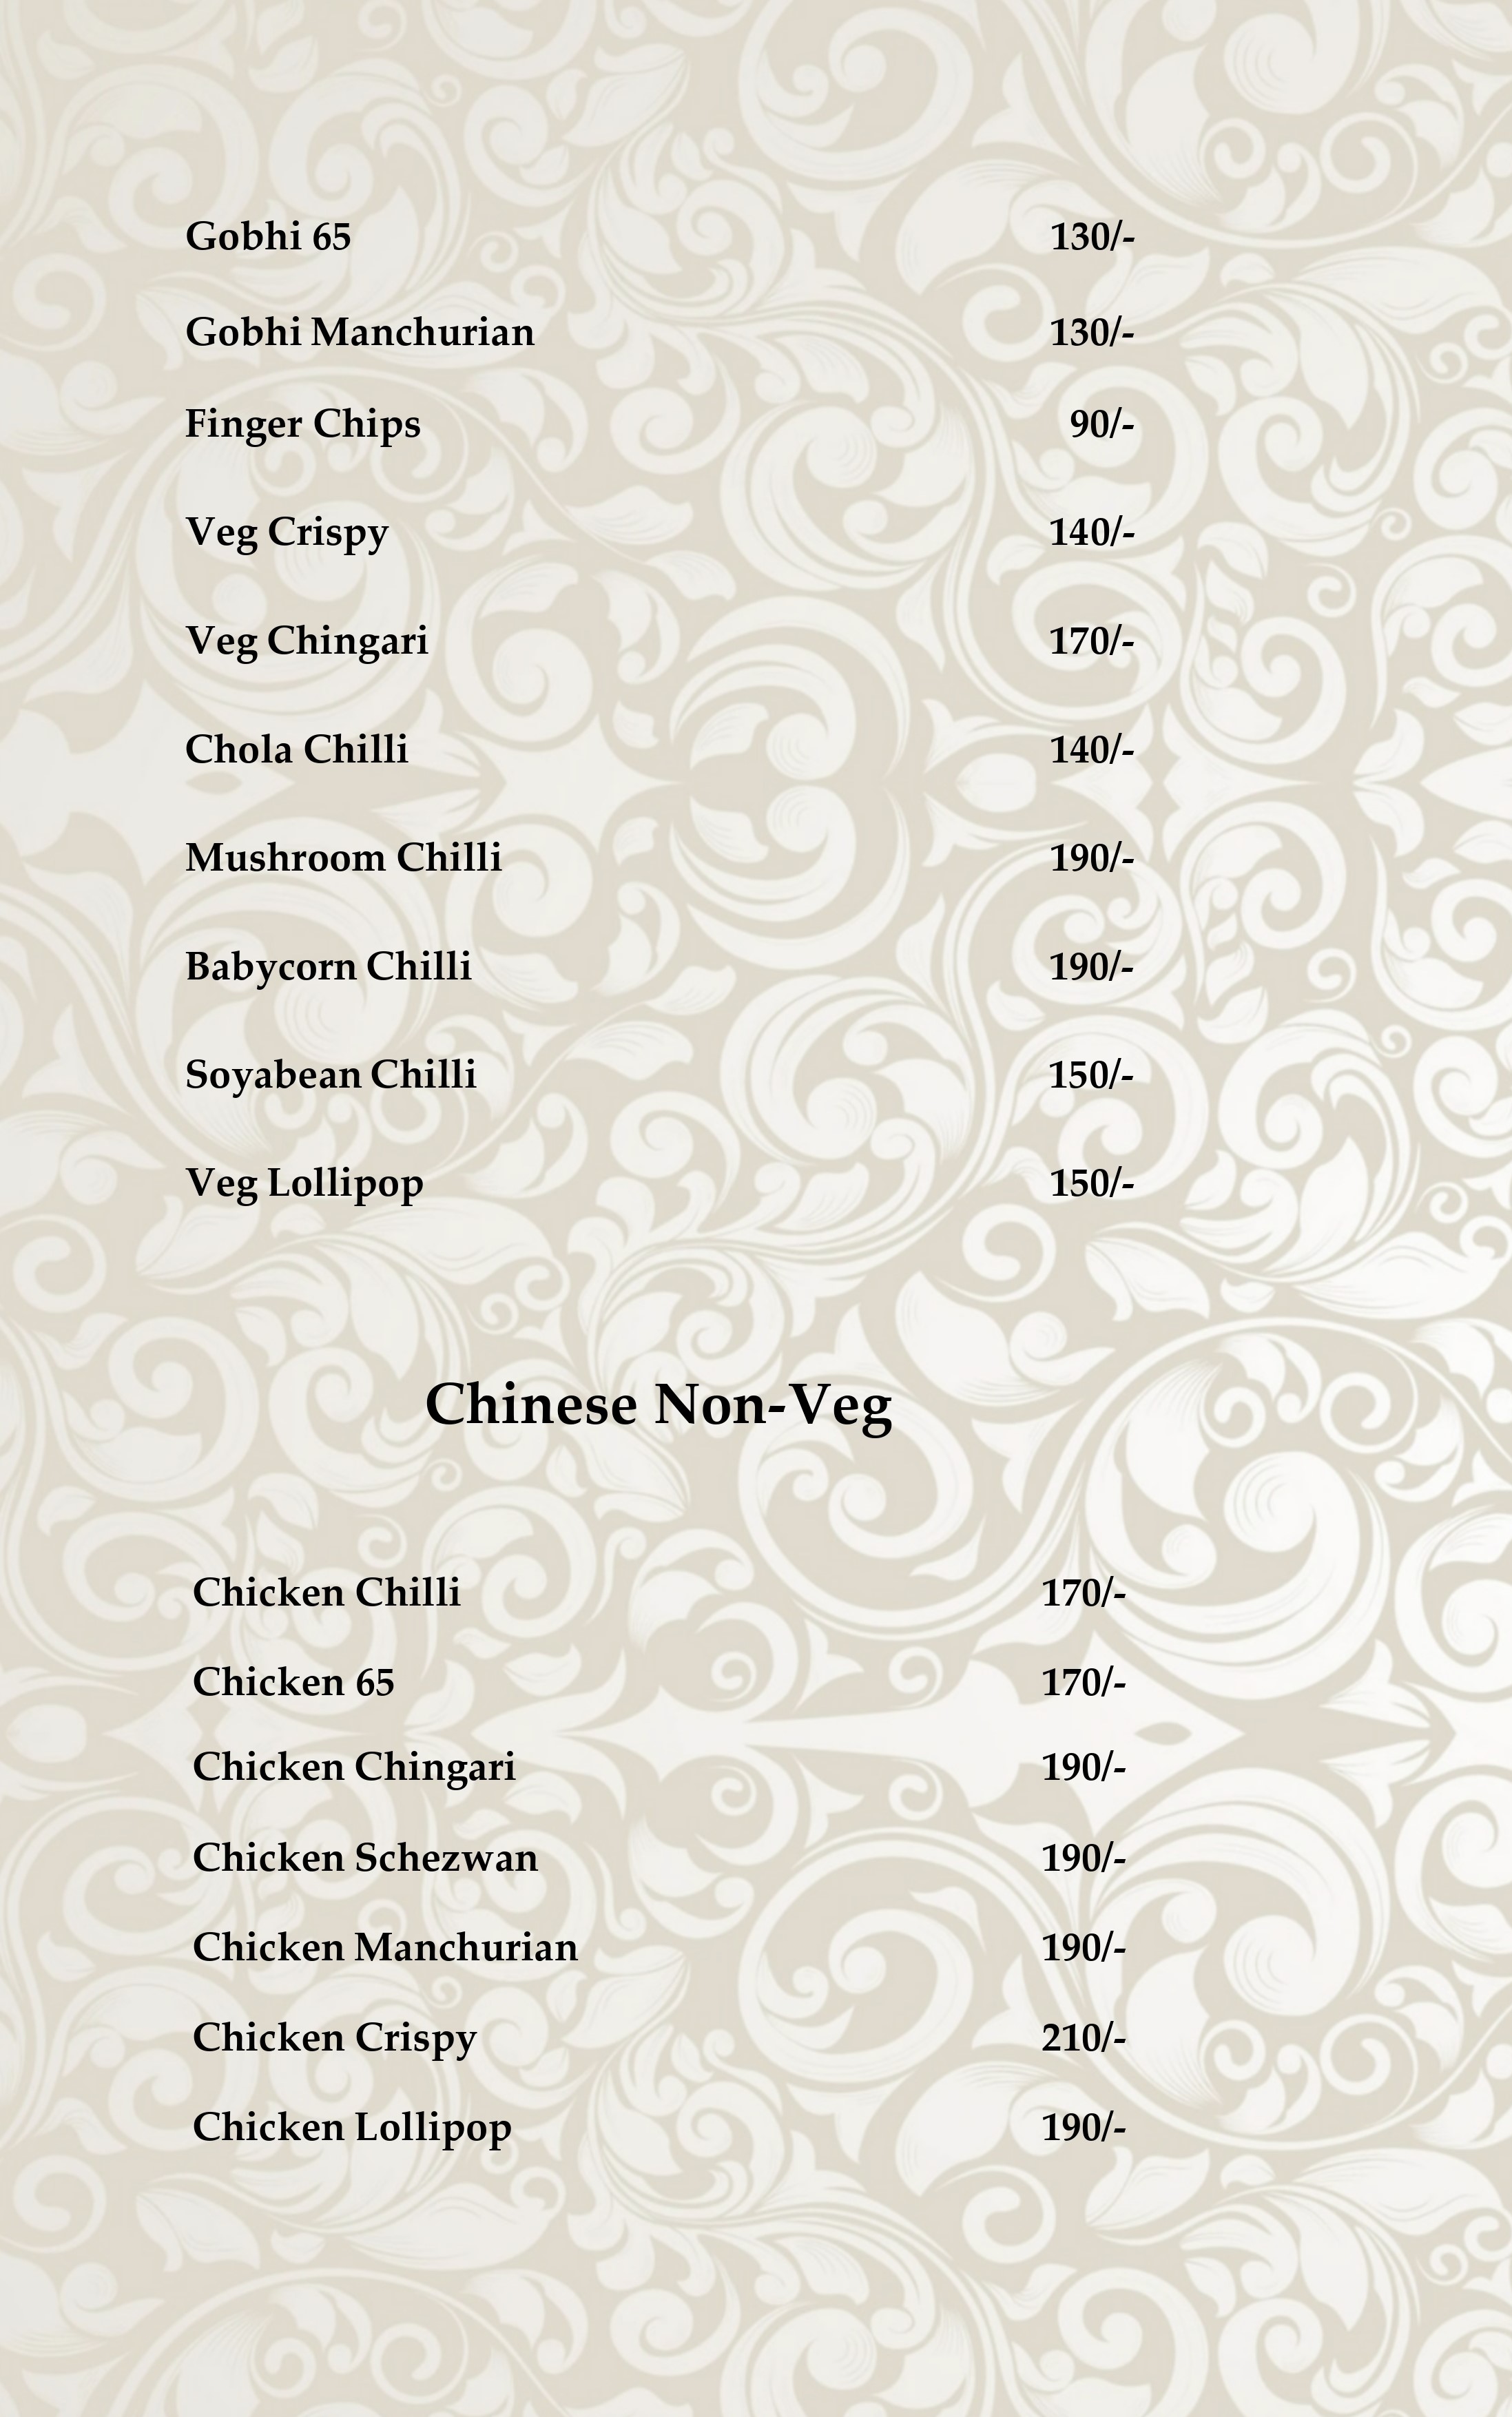 Gobhi 65 130/-
Gobhi Manchurian 130/-
Finger Chips 90/-
Veg Crispy 140/-
Veg Chingari 170/-
Chola Chilli 140/-
Mushroom Chilli 190/-
Babycorn Chilli 190/-
Soyabean Chilli 150/-
Veg Lollipop 150/-
Chinese Non-Veg
Chicken Chilli 170/-
Chicken 65 170/-
Chicken Chingari 190/-
Chicken Schezwan 190/-
Chicken Manchurian 190/-
Chicken Crispy 210/-
Chicken Lollipop 190/-